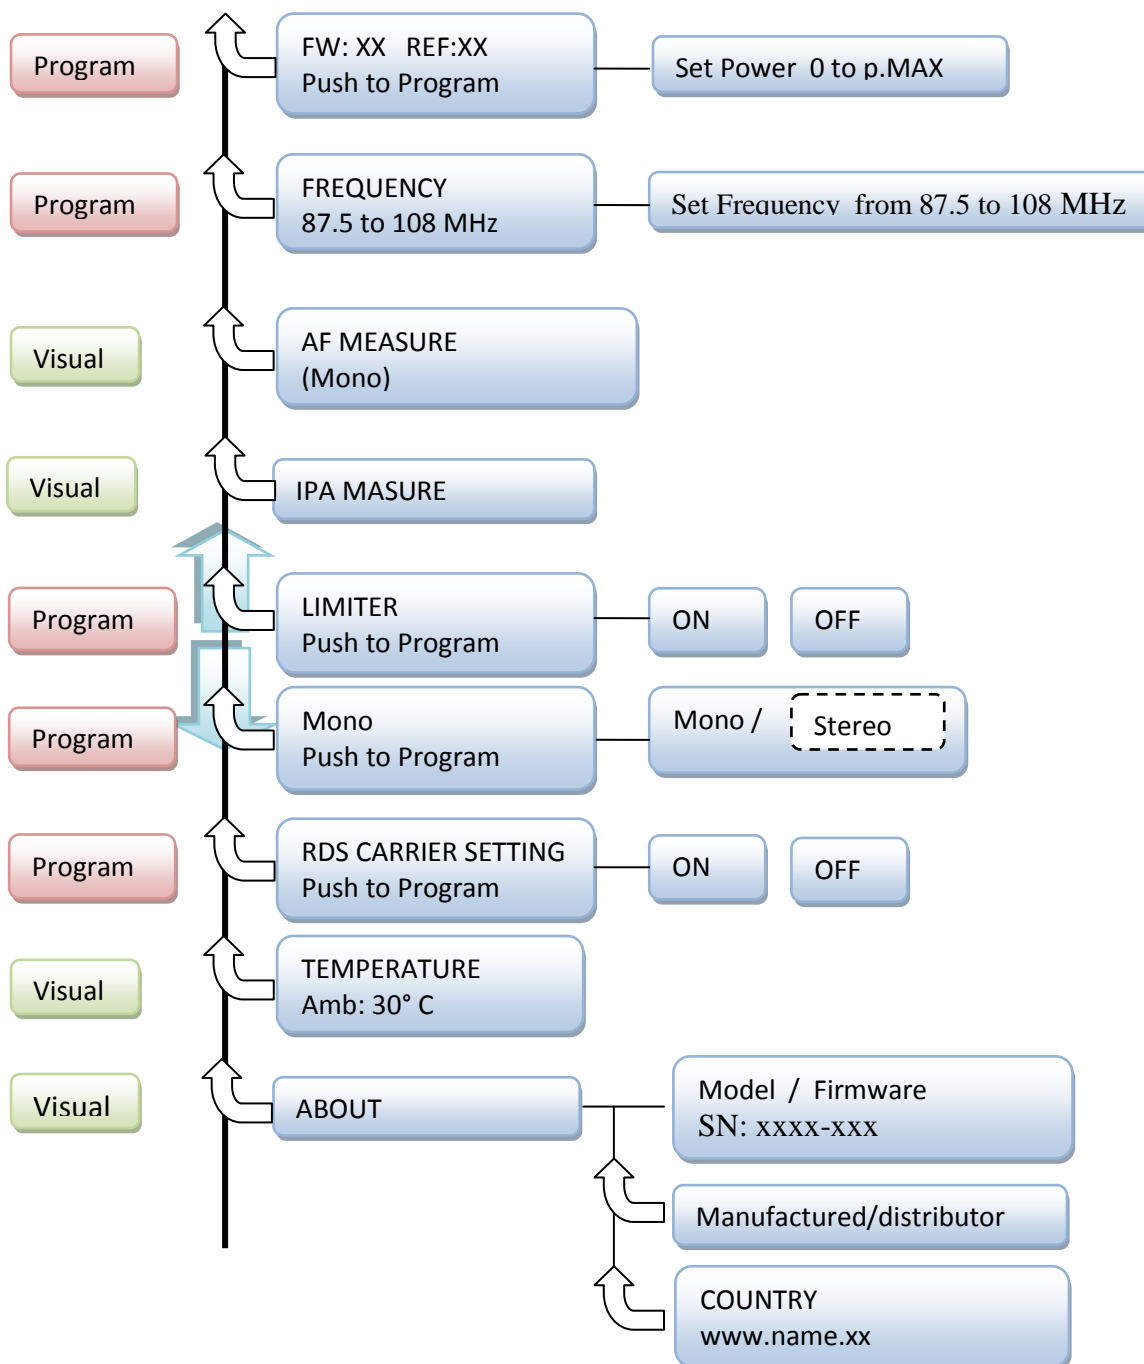 Program
FW: XX REF:XX
Push to Program
Set Power 0 to p.MAX
Program
FREQUENCY
87.5 to 108 MHz
Set Frequency from 87.5 to 108 MHz
Visual
AF MEASURE
(Mono)
Visual
IPA MASURE
Program
LIMITER
Push to Program
ON
OFF
Program
Mono
Push to Program
Mono /
Stereo
Program
RDS CARRIER SETTING
Push to Program
ON
OFF
Visual
TEMPERATURE
Amb: 30° C
Visual
ABOUT
Model / Firmware
SN: xxxx-xxx
Manufactured/distributor
COUNTRY
www.name.xx